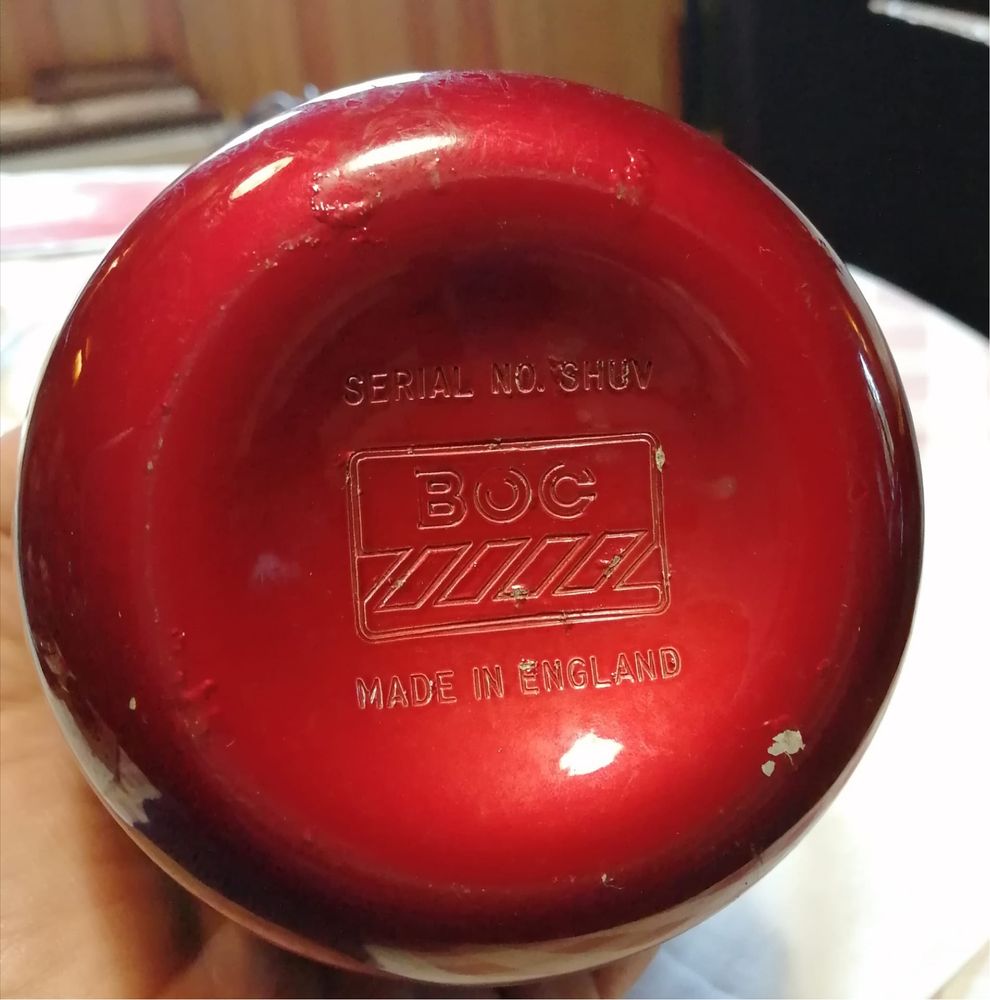 SERIAL NO. SHUV
BOC
MADE IN ENGLAND